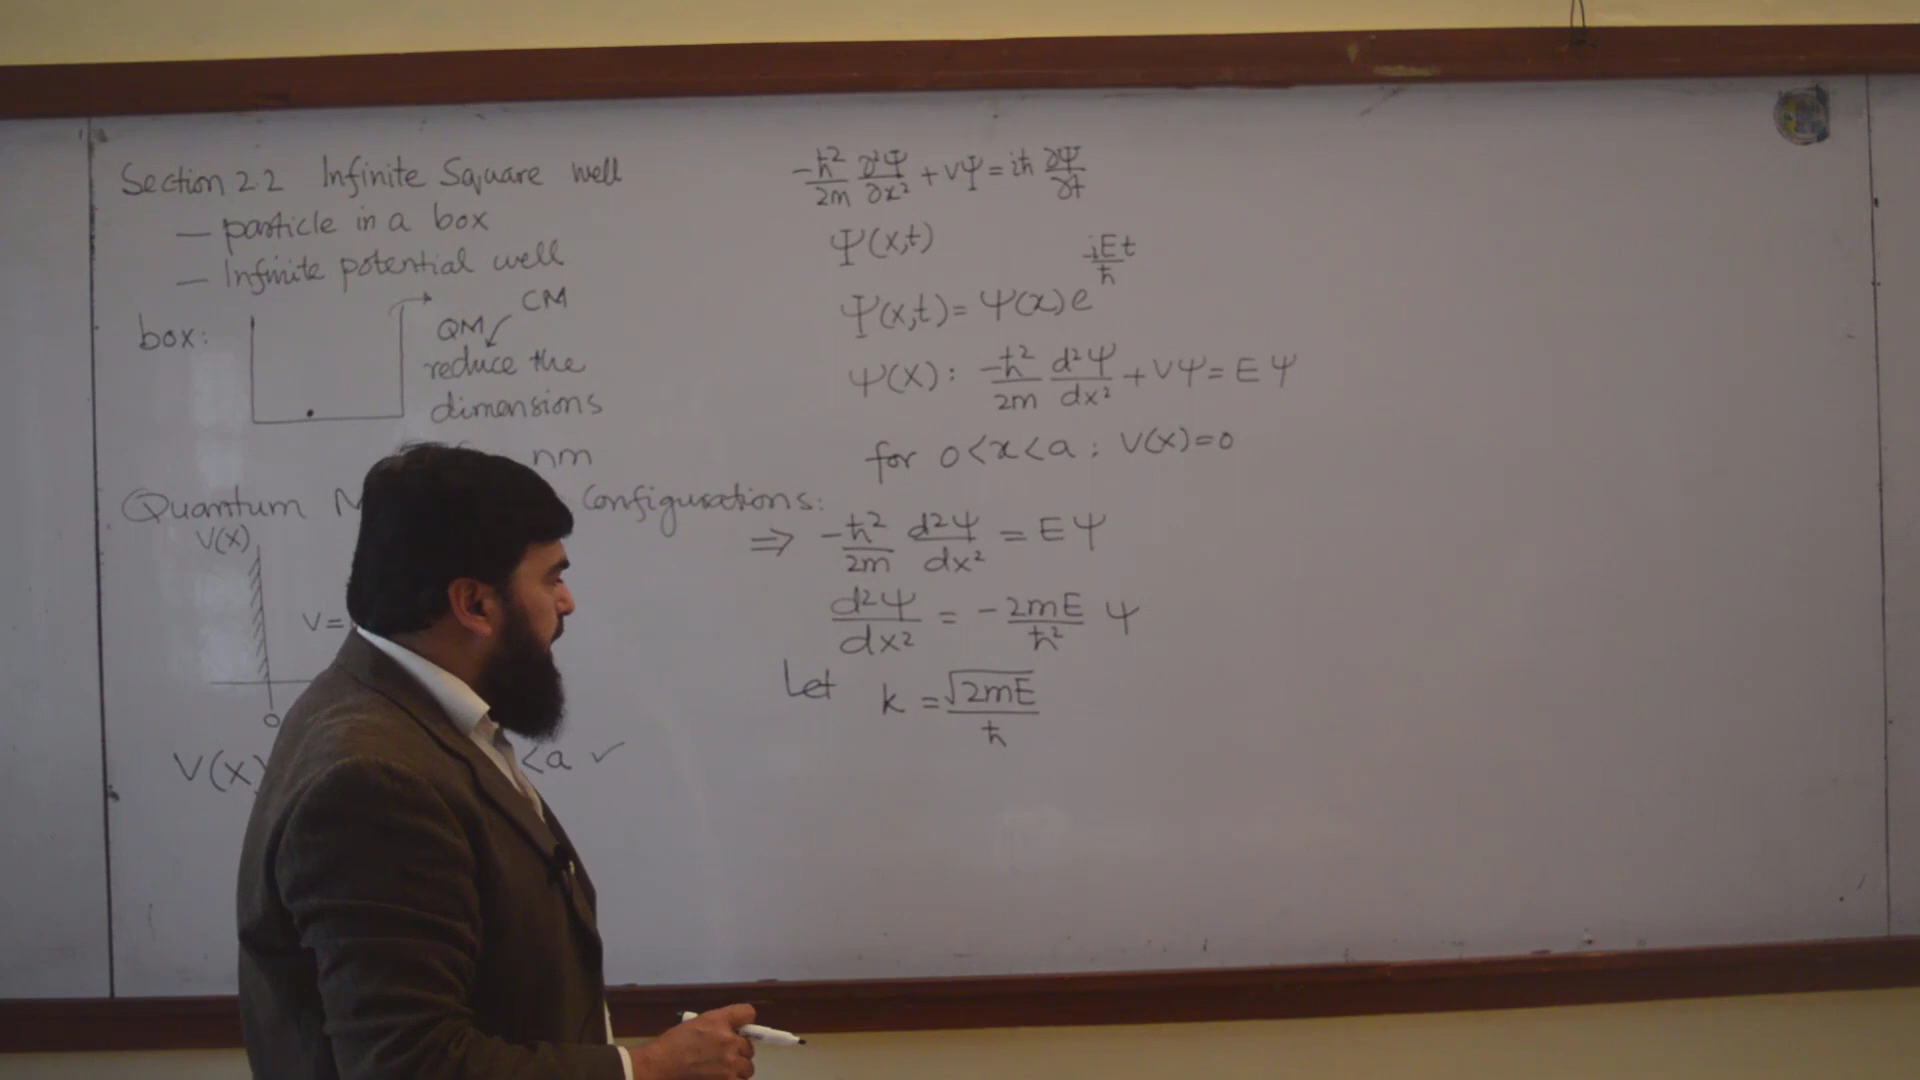 Section 2.2 Infinite Square well
— particle in a box
— Infinite potential well
box:
CM
QM
reduce the
dimensions
nm
Quantum Configurations:
V(x)
V=
0
V(x) <a ✓
-ħ²/2m ∂²Ψ/∂x² + VΨ = iħ ∂Ψ/∂t
Ψ(x,t)
Ψ(x,t) = ψ(x) e^(-iEt/ħ)
ψ(x): -ħ²/2m d²ψ/dx² + Vψ = Eψ
for 0<x<a; V(x)=0
⇒ -ħ²/2m d²ψ/dx² = Eψ
d²ψ/dx² = -2mE/ħ² ψ
Let k = √2mE/ħ